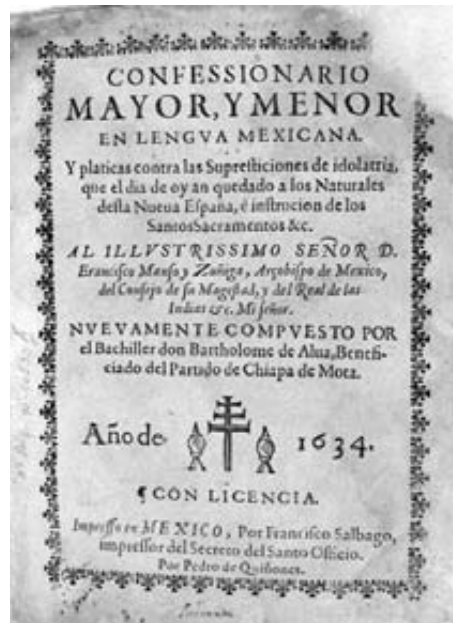 CONFESSIONARIO
MAYOR, Y MENOR
EN LENGVA MEXICANA.
Y platicas contra las Supresticiones de idolatria,
que el dia de oy an quedado a los Naturales
desta Nueua España, é instrucion de los
Santos Sacramentos &c.
AL ILLVSTRISSIMO SEÑOR D.
Francisco Manso y Zuñiga, Arçobispo de Mexico,
del Consejo de su Magestad, y del Real de las
Indias &c. Mi señor.
NVEVAMENTE COMPVESTO POR
el Bachiller don Bartholome de Alua, Benefi-
ciado del Partido de Chiapa de Mota.
Año de 1634.
¶ CON LICENCIA.
Impresso en MEXICO, Por Francisco Salbago,
impressor del Secreto del Santo Officio.
Por Pedro de Quiñones.